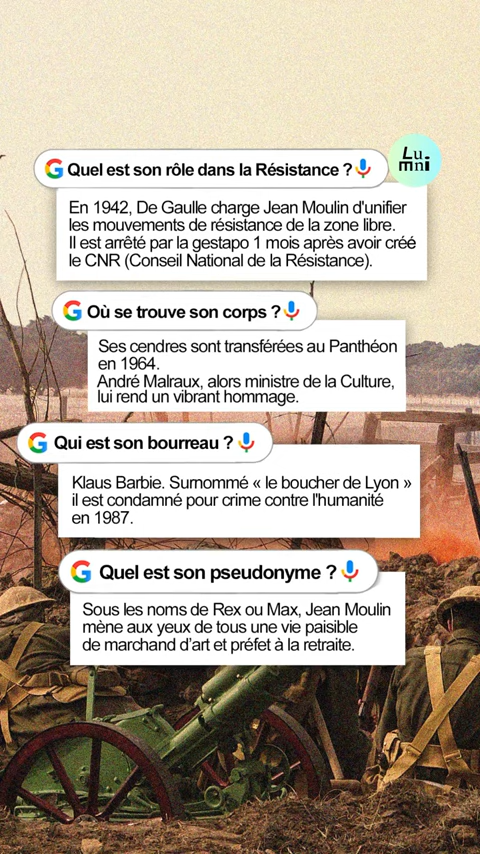 Lu
mni
Quel est son rôle dans la Résistance ?
En 1942, De Gaulle charge Jean Moulin d'unifier
les mouvements de résistance de la zone libre.
Il est arrêté par la gestapo 1 mois après avoir créé
le CNR (Conseil National de la Résistance).
Où se trouve son corps ?
Ses cendres sont transférées au Panthéon
en 1964.
André Malraux, alors ministre de la Culture,
lui rend un vibrant hommage.
Qui est son bourreau ?
Klaus Barbie. Surnommé « le boucher de Lyon »
il est condamné pour crime contre l'humanité
en 1987.
Quel est son pseudonyme ?
Sous les noms de Rex ou Max, Jean Moulin
mène aux yeux de tous une vie paisible
de marchand d'art et préfet à la retraite.